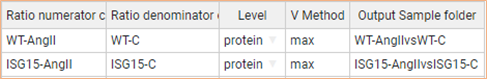 Ratio numerator c Ratio denominator Level V Method Output Sample folder
WT-AngII WT-C protein max WT-AngIIvsWT-C
ISG15-AngII ISG15-C protein max ISG15-AngIIvsISG15-C